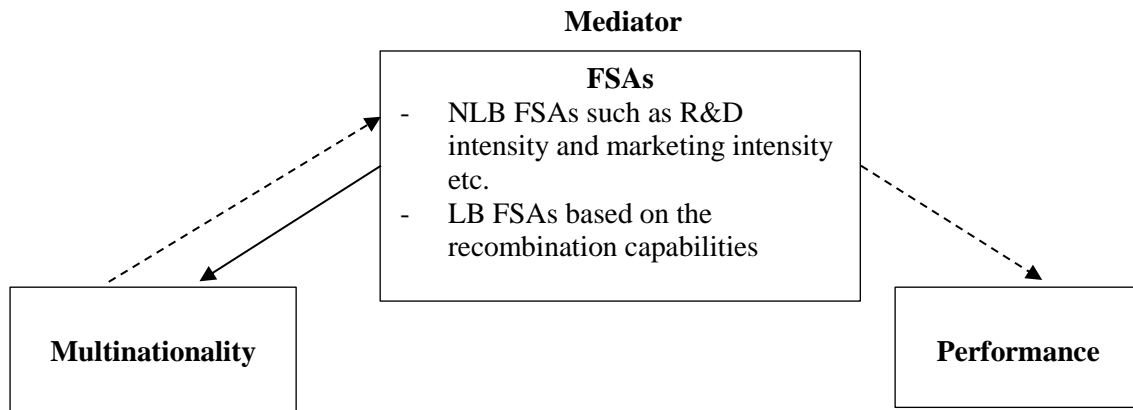 Mediator
FSAs
- NLB FSAs such as R&D
intensity and marketing intensity
etc.
- LB FSAs based on the
recombination capabilities
Multinationality
Performance